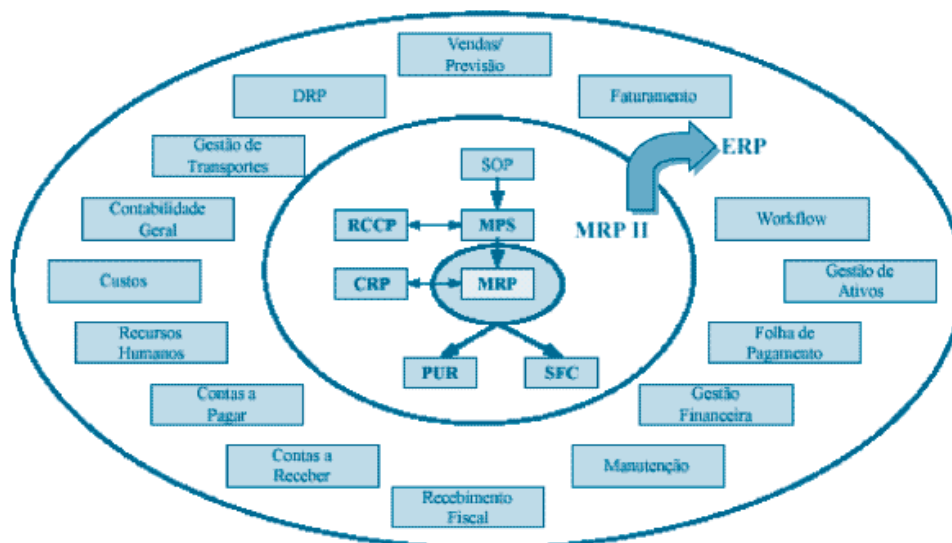 Vendas/
Previsão
DRP
Faturamento
Gestão de
Transportes
ERP
SOP
Contabilidade
Geral
RCCP
MPS
MRP II
Workflow
Custos
CRP
MRP
Gestão de
Ativos
Recursos
Humanos
Folha de
Pagamento
PUR
SFC
Contas a
Pagar
Gestão
Financeira
Contas a
Receber
Manutenção
Recebimento
Fiscal